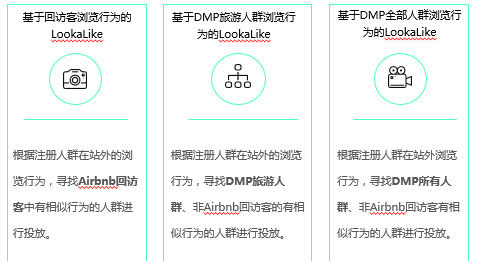 基于回访客浏览行为的
LookaLike
根据注册人群在站外的浏
览行为，寻找Airbnb回访
客中有相似行为的人群进
行投放。
基于DMP旅游人群浏览行
为的LookaLike
根据注册人群在站外的浏览
行为，寻找DMP旅游人
群、非Airbnb回访客的有相
似行为的人群进行投放。
基于DMP全部人群浏览行
为的LookaLike
根据注册人群在站外浏览
行为，寻找DMP所有人
群、非Airbnb回访客有相
似行为的人群进行投放。